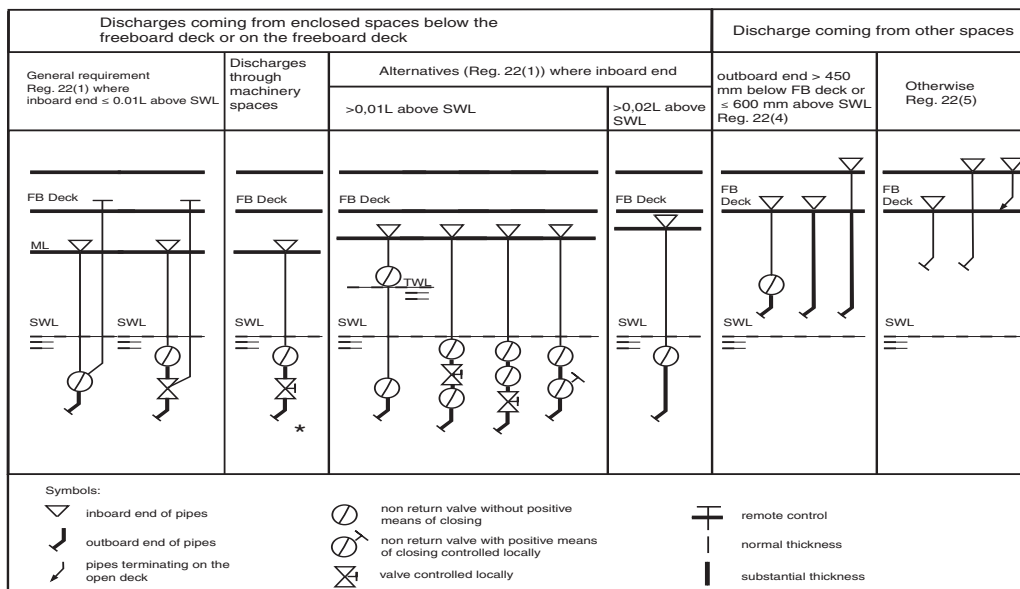 Discharges coming from enclosed spaces below the
freeboard deck or on the freeboard deck
Discharge coming from other spaces
General requirement
Reg. 22(1) where
inboard end ≤ 0.01L above SWL
Discharges
through
machinery
spaces
Alternatives (Reg. 22(1)) where inboard end
>0,01L above SWL
>0,02L above
SWL
outboard end > 450
mm below FB deck or
≤ 600 mm above SWL
Reg. 22(4)
Otherwise
Reg. 22(5)
FB Deck
FB Deck
FB Deck
FB Deck
FB
Deck
FB
Deck
ML
TWL
SWL
SWL
SWL
SWL
SWL
SWL
SWL
*
Symbols:
inboard end of pipes
outboard end of pipes
pipes terminating on the
open deck
non return valve without positive
means of closing
non return valve with positive means
of closing controlled locally
valve controlled locally
remote control
normal thickness
substantial thickness